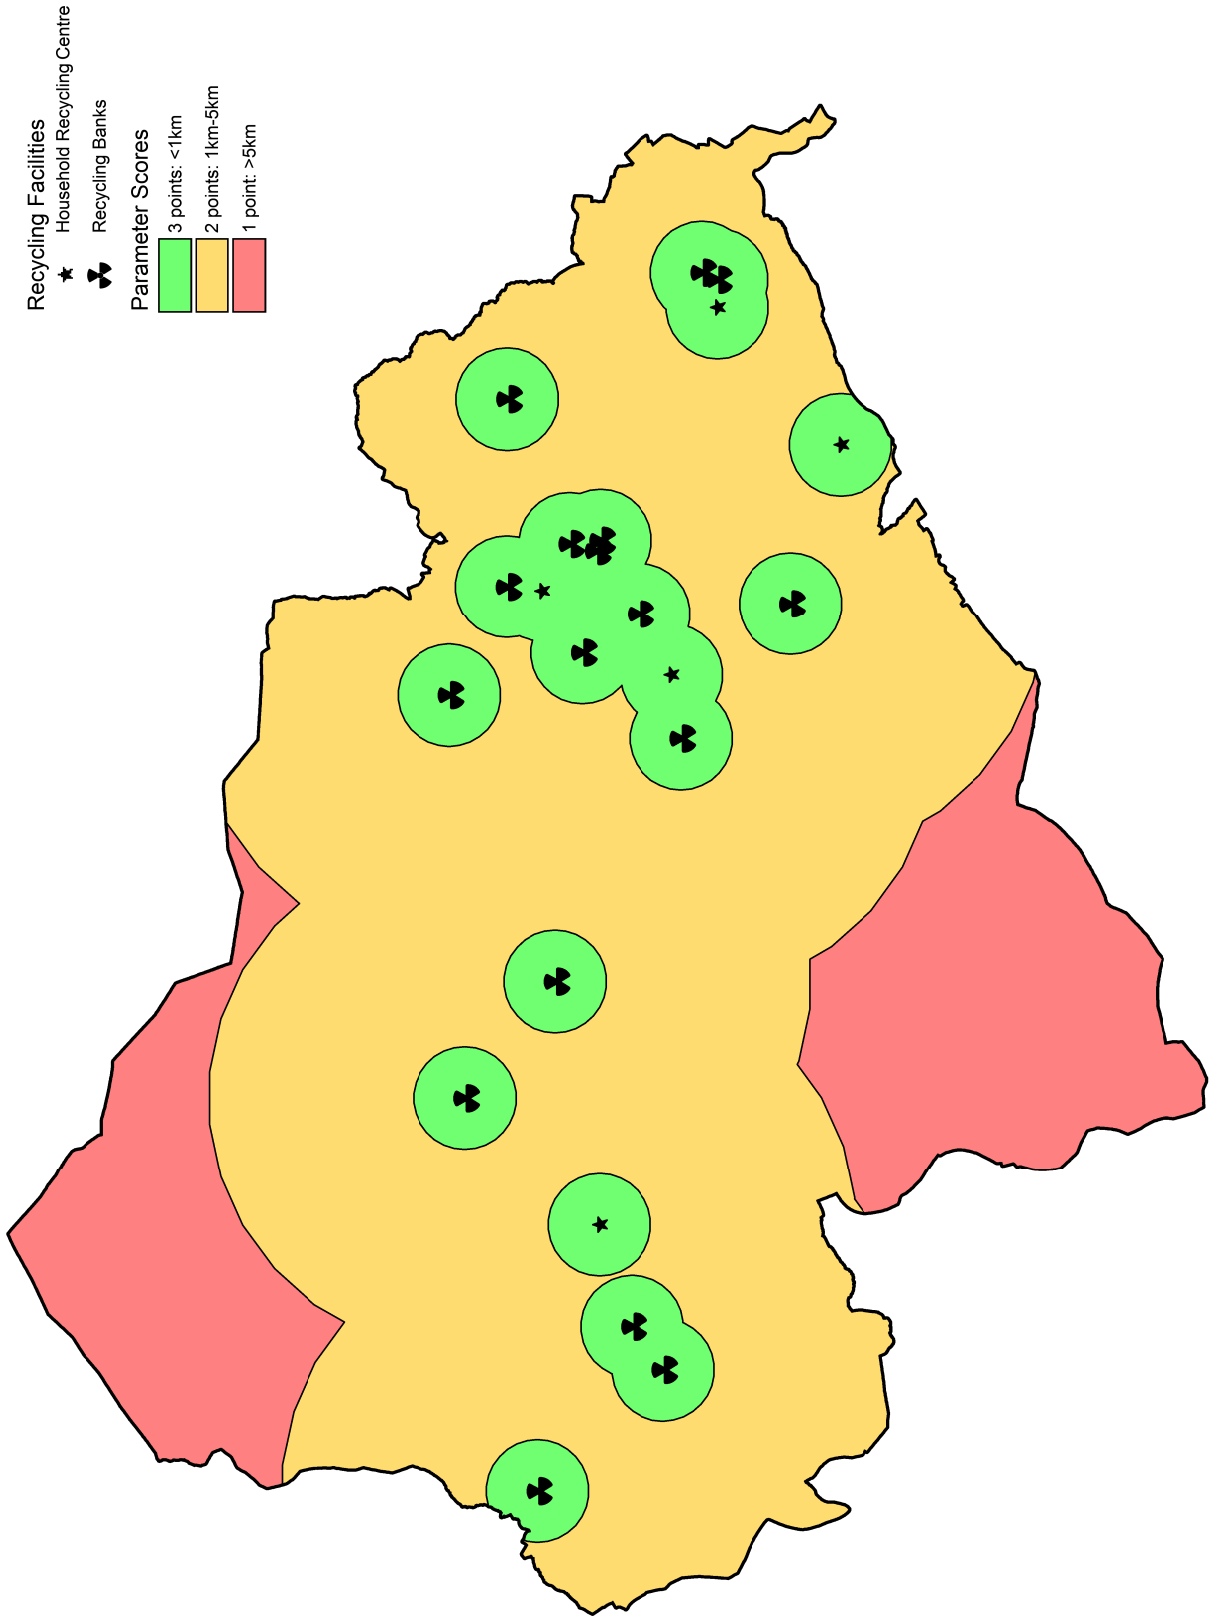 Recycling Facilities
Household Recycling Centre
Recycling Banks
Parameter Scores
3 points: <1km
2 points: 1km-5km
1 point: >5km